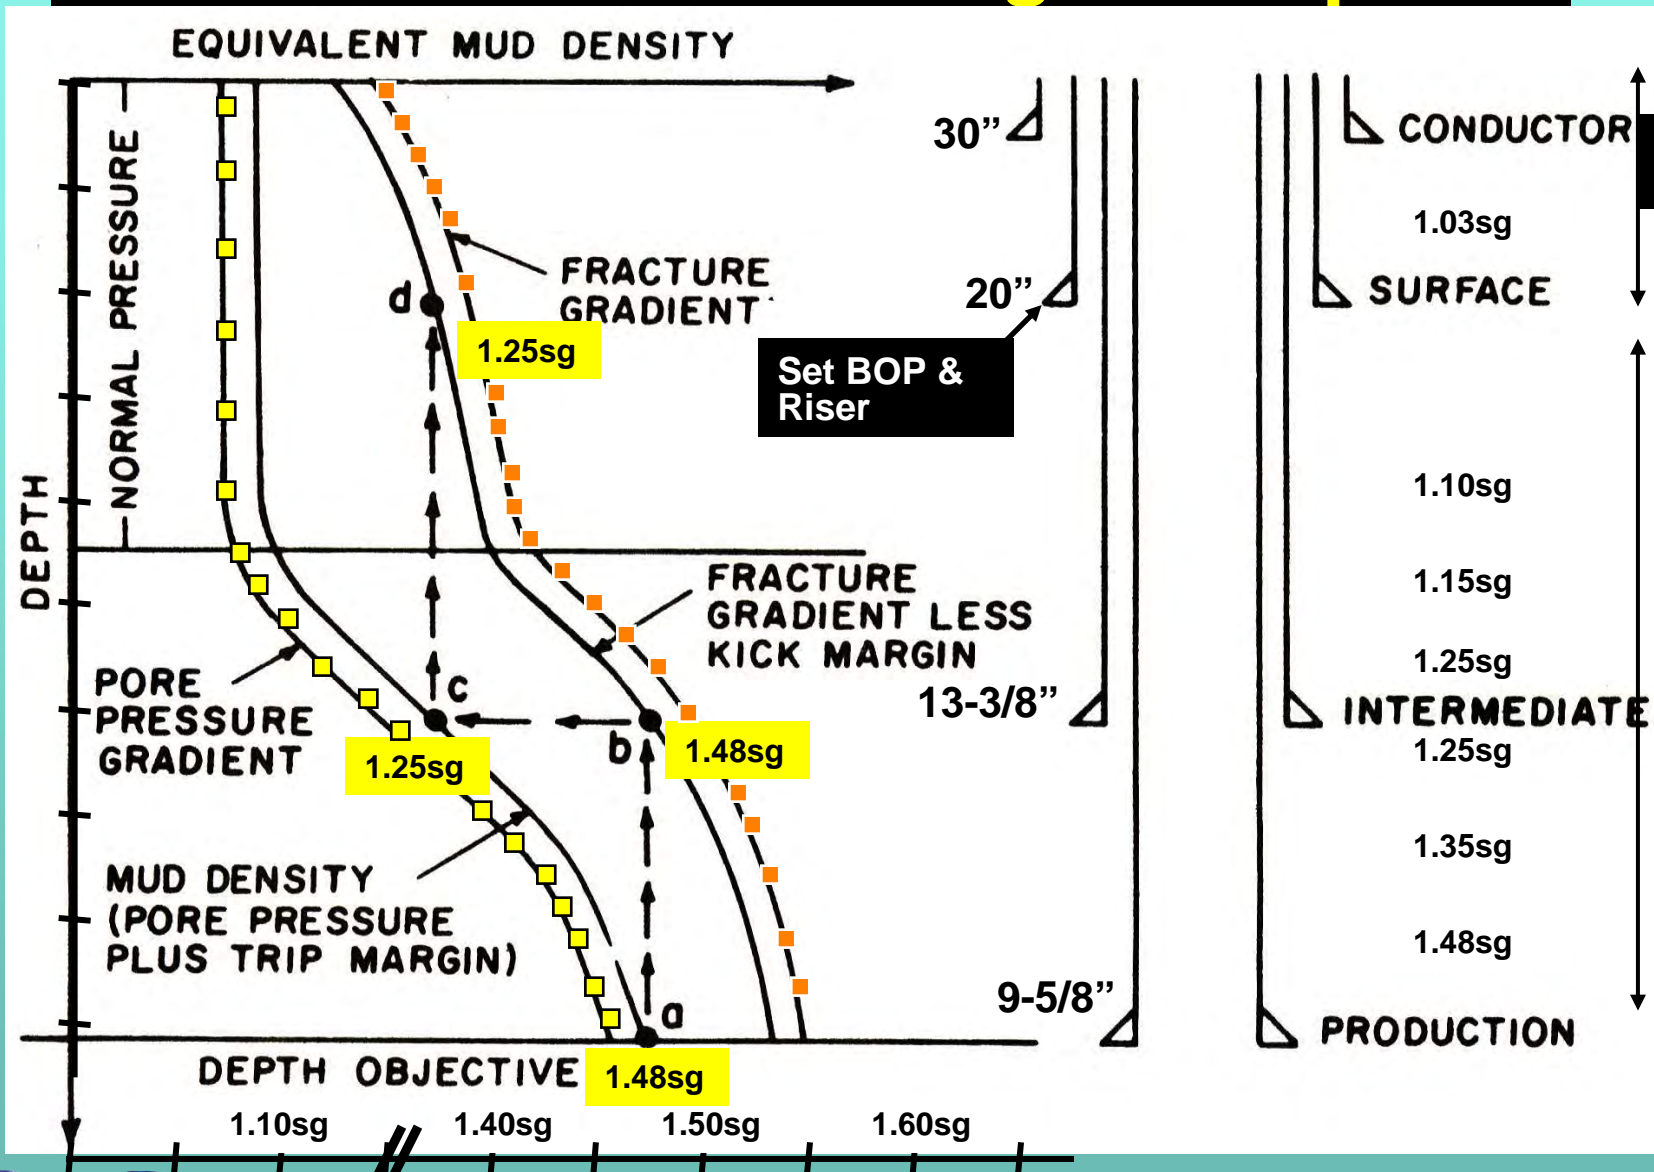 EQUIVALENT MUD DENSITY
NORMAL PRESSURE
DEPTH
30”
CONDUCTOR
1.03sg
d
FRACTURE
GRADIENT
20”
SURFACE
1.25sg
Set BOP &
Riser
1.10sg
FRACTURE
GRADIENT LESS
KICK MARGIN
1.15sg
1.25sg
PORE
PRESSURE
GRADIENT
c
b
1.25sg
1.48sg
13-3/8”
INTERMEDIATE
1.25sg
1.35sg
MUD DENSITY
(PORE PRESSURE
PLUS TRIP MARGIN)
1.48sg
9-5/8”
a
PRODUCTION
DEPTH OBJECTIVE
1.48sg
1.10sg
1.40sg
1.50sg
1.60sg